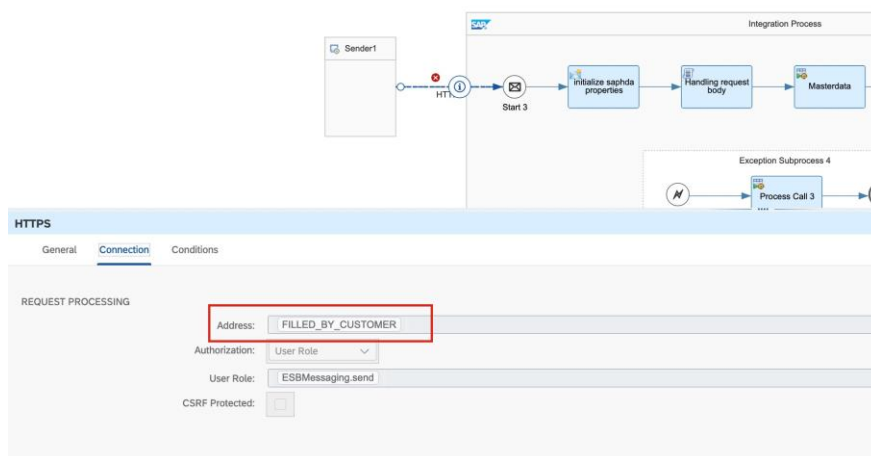 SAP
Integration Process
Sender1
HTT
Start 3
initialize saphda
properties
Handling request
body
Masterdata
Exception Subprocess 4
Process Call 3
HTTPS
General
Connection
Conditions
REQUEST PROCESSING
Address: FILLED_BY_CUSTOMER
Authorization: User Role
User Role: ESBMessaging.send
CSRF Protected: